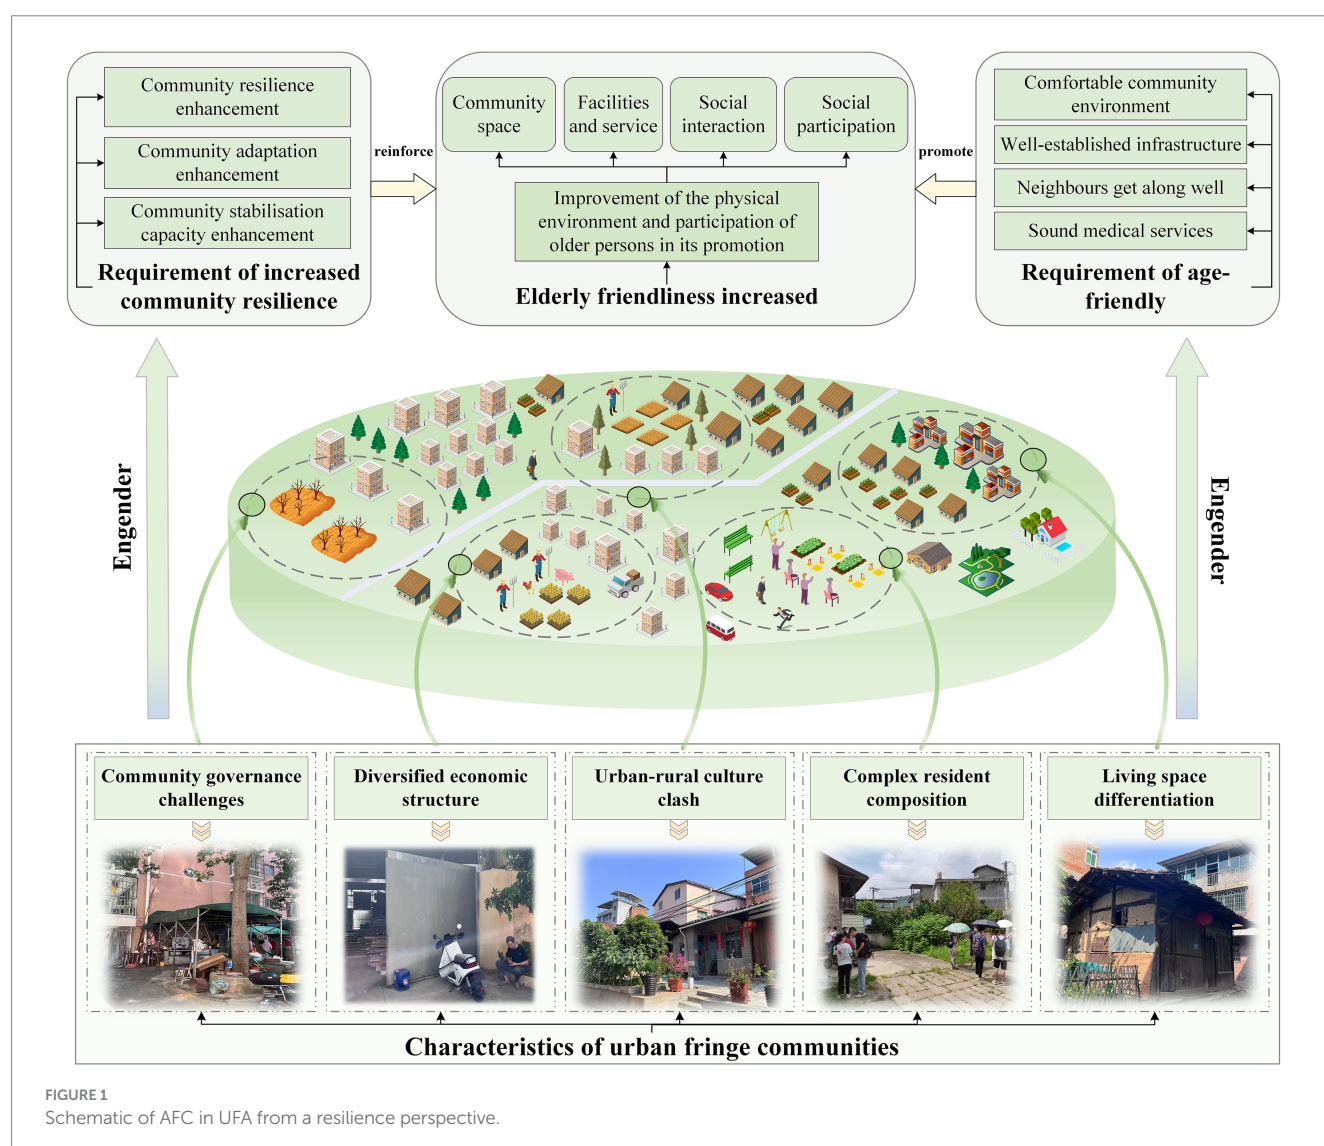 Community resilience
enhancement
Community adaptation
enhancement
Community stabilisation
capacity enhancement
Requirement of increased
community resilience
reinforce
Community
space
Facilities
and service
Social
interaction
Social
participation
Improvement of the physical
environment and participation of
older persons in its promotion
Elderly friendliness increased
promote
Comfortable community
environment
Well-established infrastructure
Neighbours get along well
Sound medical services
Requirement of age-
friendly
Engender
Engender
Community governance
challenges
Diversified economic
structure
Urban-rural culture
clash
Complex resident
composition
Living space
differentiation
Characteristics of urban fringe communities
FIGURE 1
Schematic of AFC in UFA from a resilience perspective.